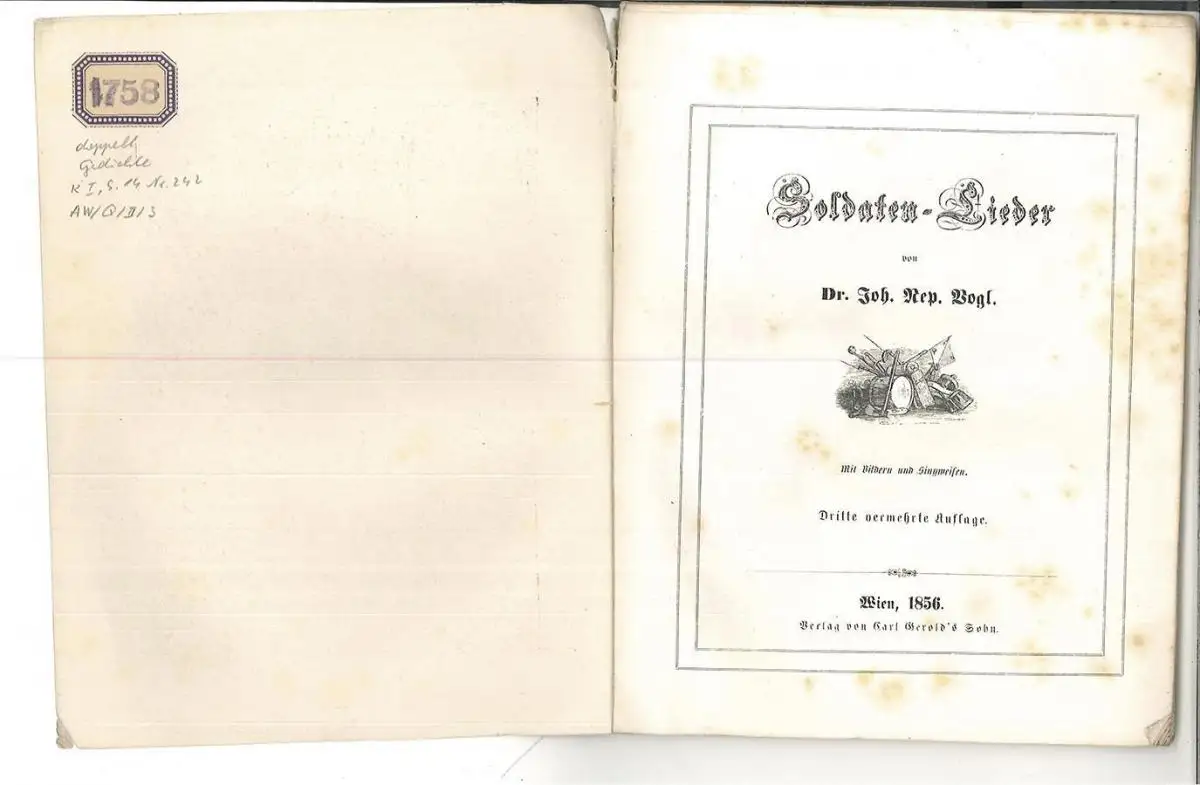 1758
doppelt
Gedichte
K I, S. 14 Nr. 242
AW/Q/II/3
Soldaten-Lieder
von
Dr. Joh. Nep. Vogl.
Mit Bildern und Singweisen.
Dritte vermehrte Auflage.
Wien, 1856.
Verlag von Carl Gerold's Sohn.